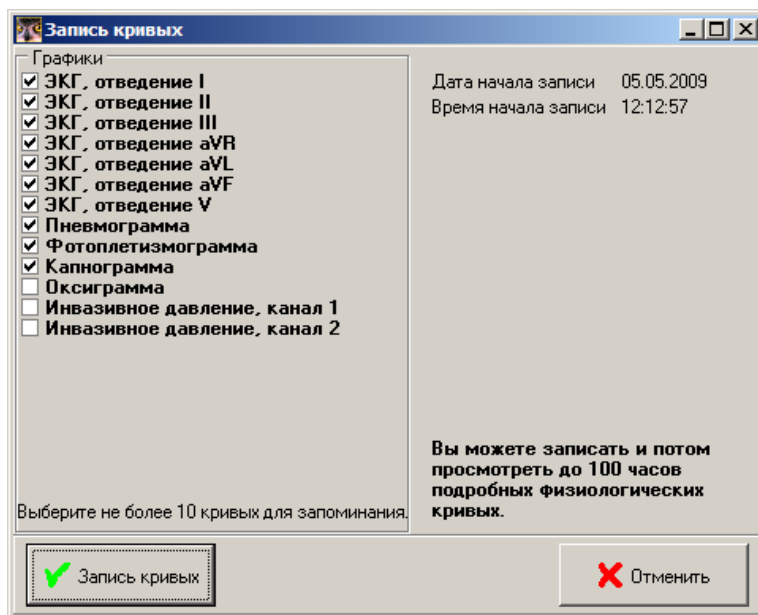 Запись кривых
Графики
ЭКГ, отведение I
ЭКГ, отведение II
ЭКГ, отведение III
ЭКГ, отведение aVR
ЭКГ, отведение aVL
ЭКГ, отведение aVF
ЭКГ, отведение V
Пневмограмма
Фотоплетизмограмма
Капнограмма
Оксиграмма
Инвазивное давление, канал 1
Инвазивное давление, канал 2
Выберите не более 10 кривых для запоминания.
Дата начала записи 05.05.2009
Время начала записи 12:12:57
Вы можете записать и потом
просмотреть до 100 часов
подробных физиологических
кривых.
Запись кривых
Отменить